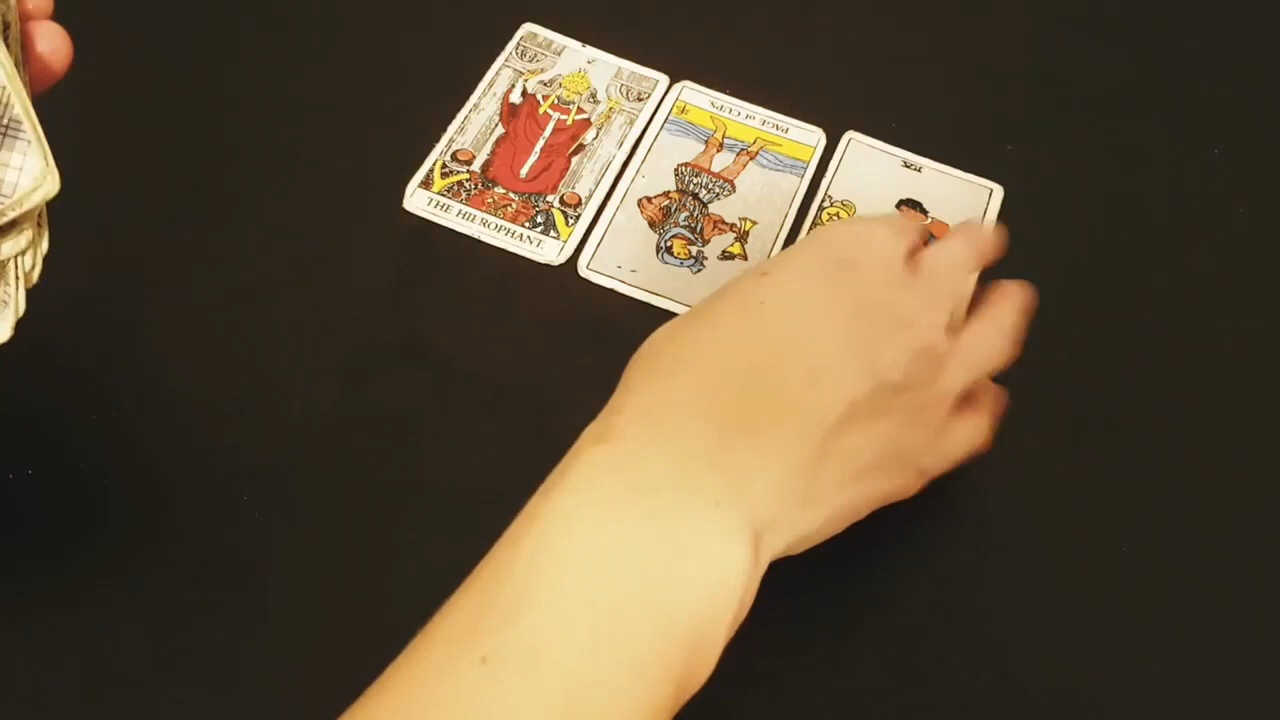 V
THE HIEROPHANT.
PAGE of CUPS.